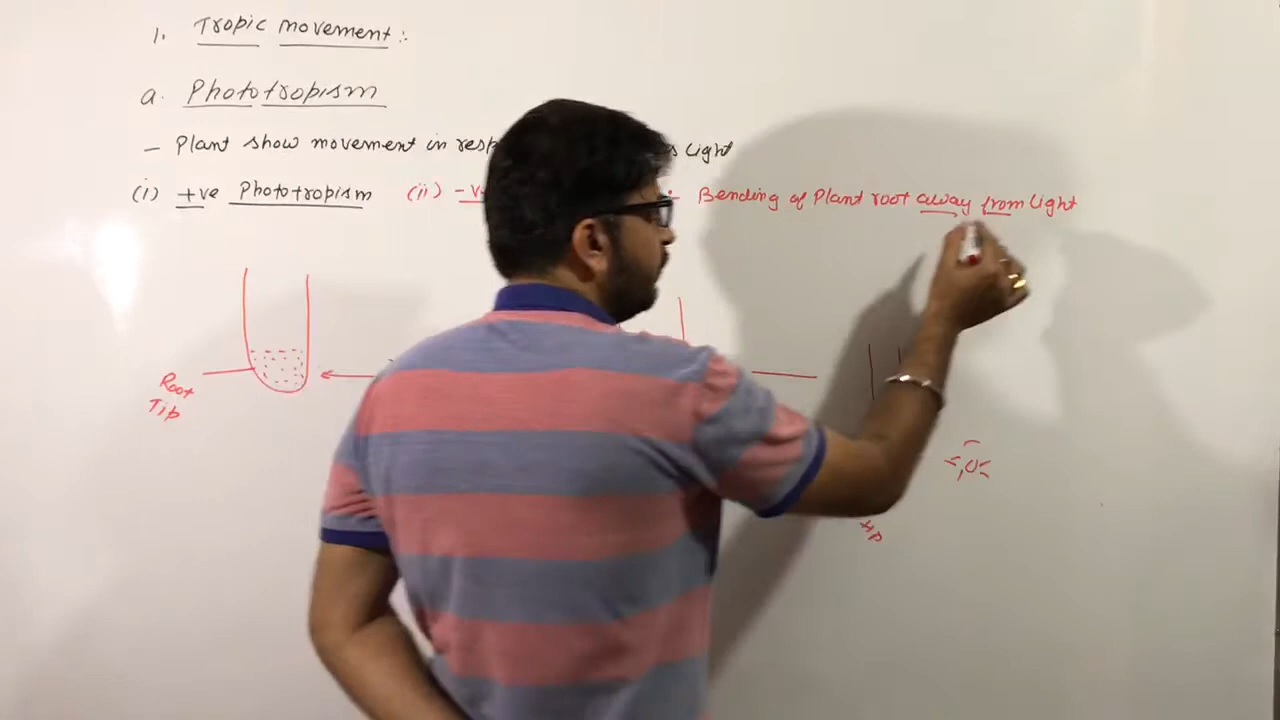 1. Tropic movement :
a. Phototropism
– Plant show movement in resp light
(i) +ve Phototropism (ii) -v Bending of Plant root away from light
Root
Tip